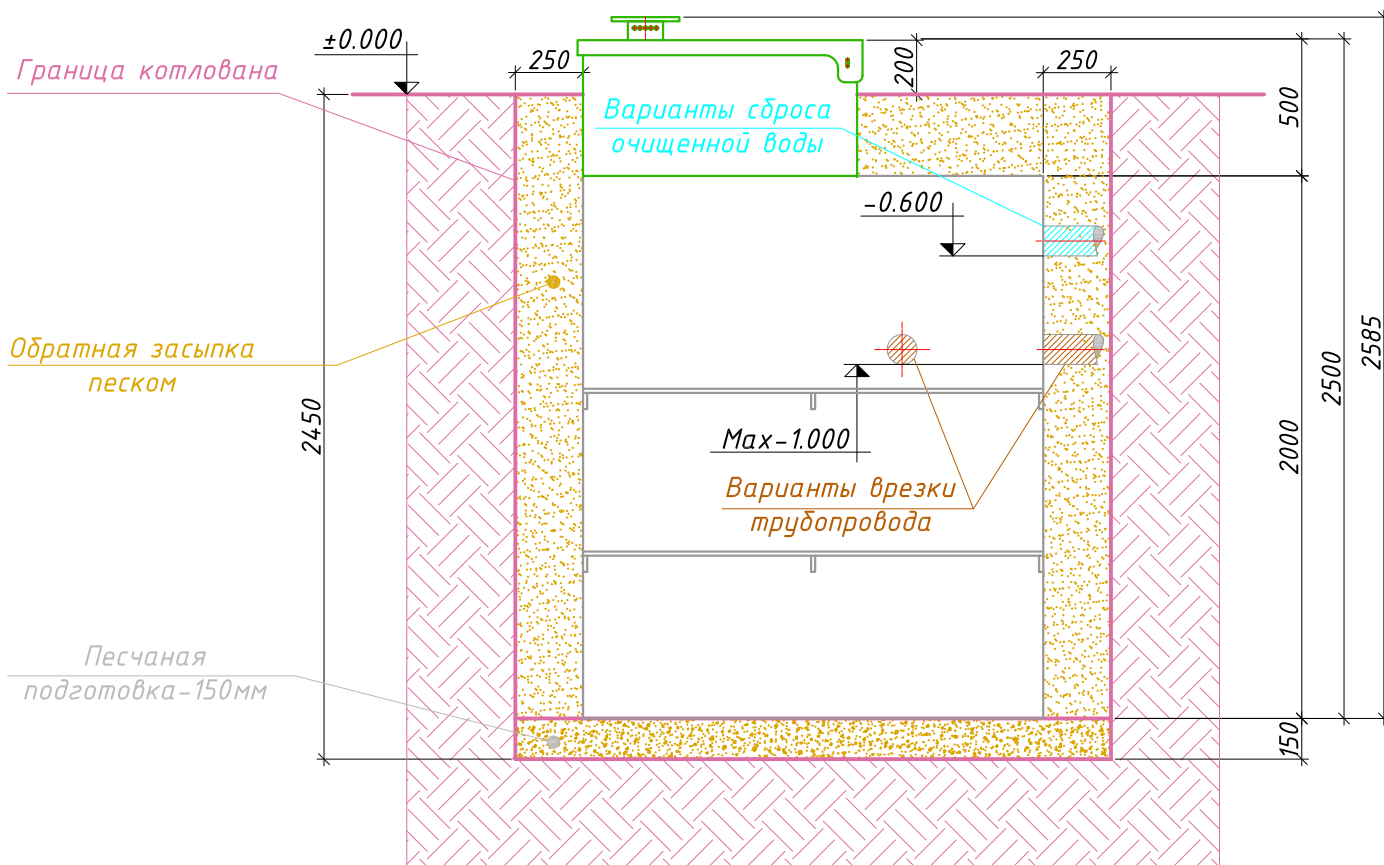 ±0.000
Граница котлована
250
200
250
Варианты сброса
очищенной воды
500
-0.600
Обратная засыпка
песком
2585
2500
2450
2000
Max-1.000
Варианты врезки
трубопровода
Песчаная
подготовка-150мм
150